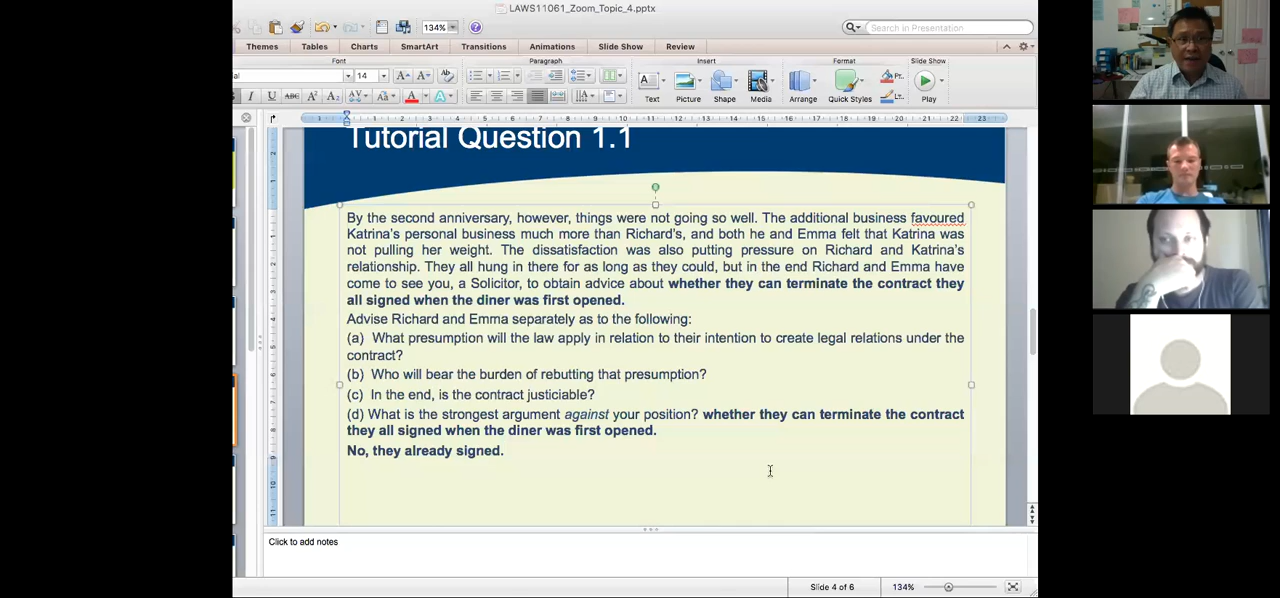 LAWS11061_Zoom_Topic_4.pptx
134%
Search in Presentation
Themes Tables Charts SmartArt Transitions Animations Slide Show Review
Font Paragraph Insert Format Slide Show
14
Text Picture Shape Media Arrange Quick Styles Play
Tutorial Question 1.1
By the second anniversary, however, things were not going so well. The additional business favoured
Katrina's personal business much more than Richard's, and both he and Emma felt that Katrina was
not pulling her weight. The dissatisfaction was also putting pressure on Richard and Katrina's
relationship. They all hung in there for as long as they could, but in the end Richard and Emma have
come to see you, a Solicitor, to obtain advice about whether they can terminate the contract they
all signed when the diner was first opened.
Advise Richard and Emma separately as to the following:
(a) What presumption will the law apply in relation to their intention to create legal relations under the
contract?
(b) Who will bear the burden of rebutting that presumption?
(c) In the end, is the contract justiciable?
(d) What is the strongest argument against your position? whether they can terminate the contract
they all signed when the diner was first opened.
No, they already signed.
Click to add notes
Slide 4 of 6 134%